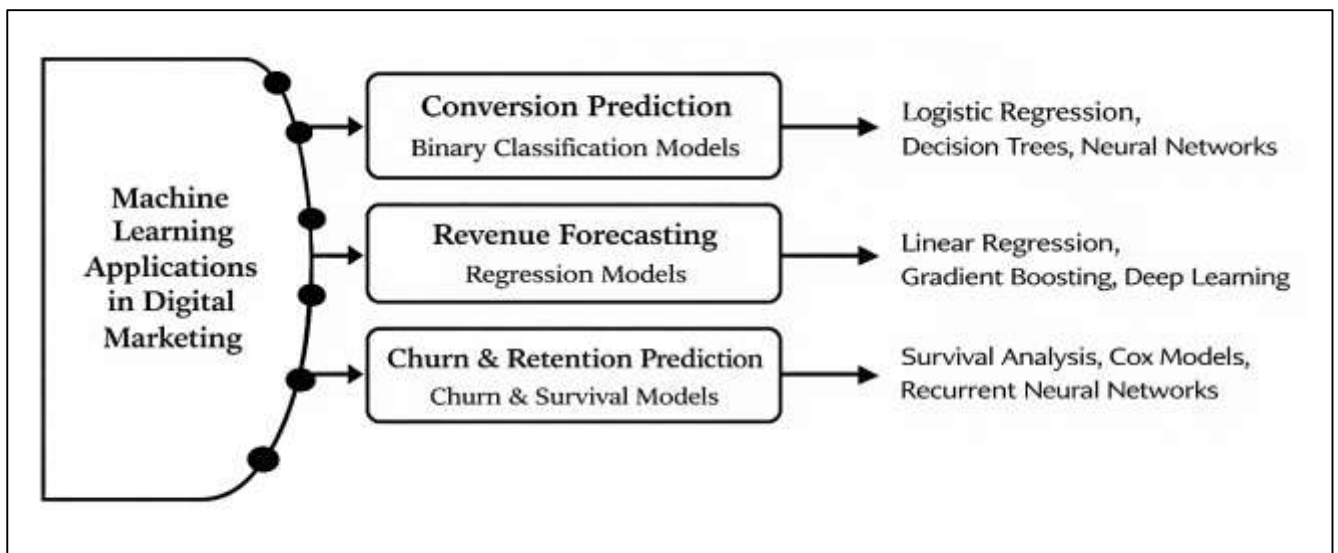 Machine
Learning
Applications
in Digital
Marketing
Conversion Prediction
Binary Classification Models
Logistic Regression,
Decision Trees, Neural Networks
Revenue Forecasting
Regression Models
Linear Regression,
Gradient Boosting, Deep Learning
Churn & Retention Prediction
Churn & Survival Models
Survival Analysis, Cox Models,
Recurrent Neural Networks